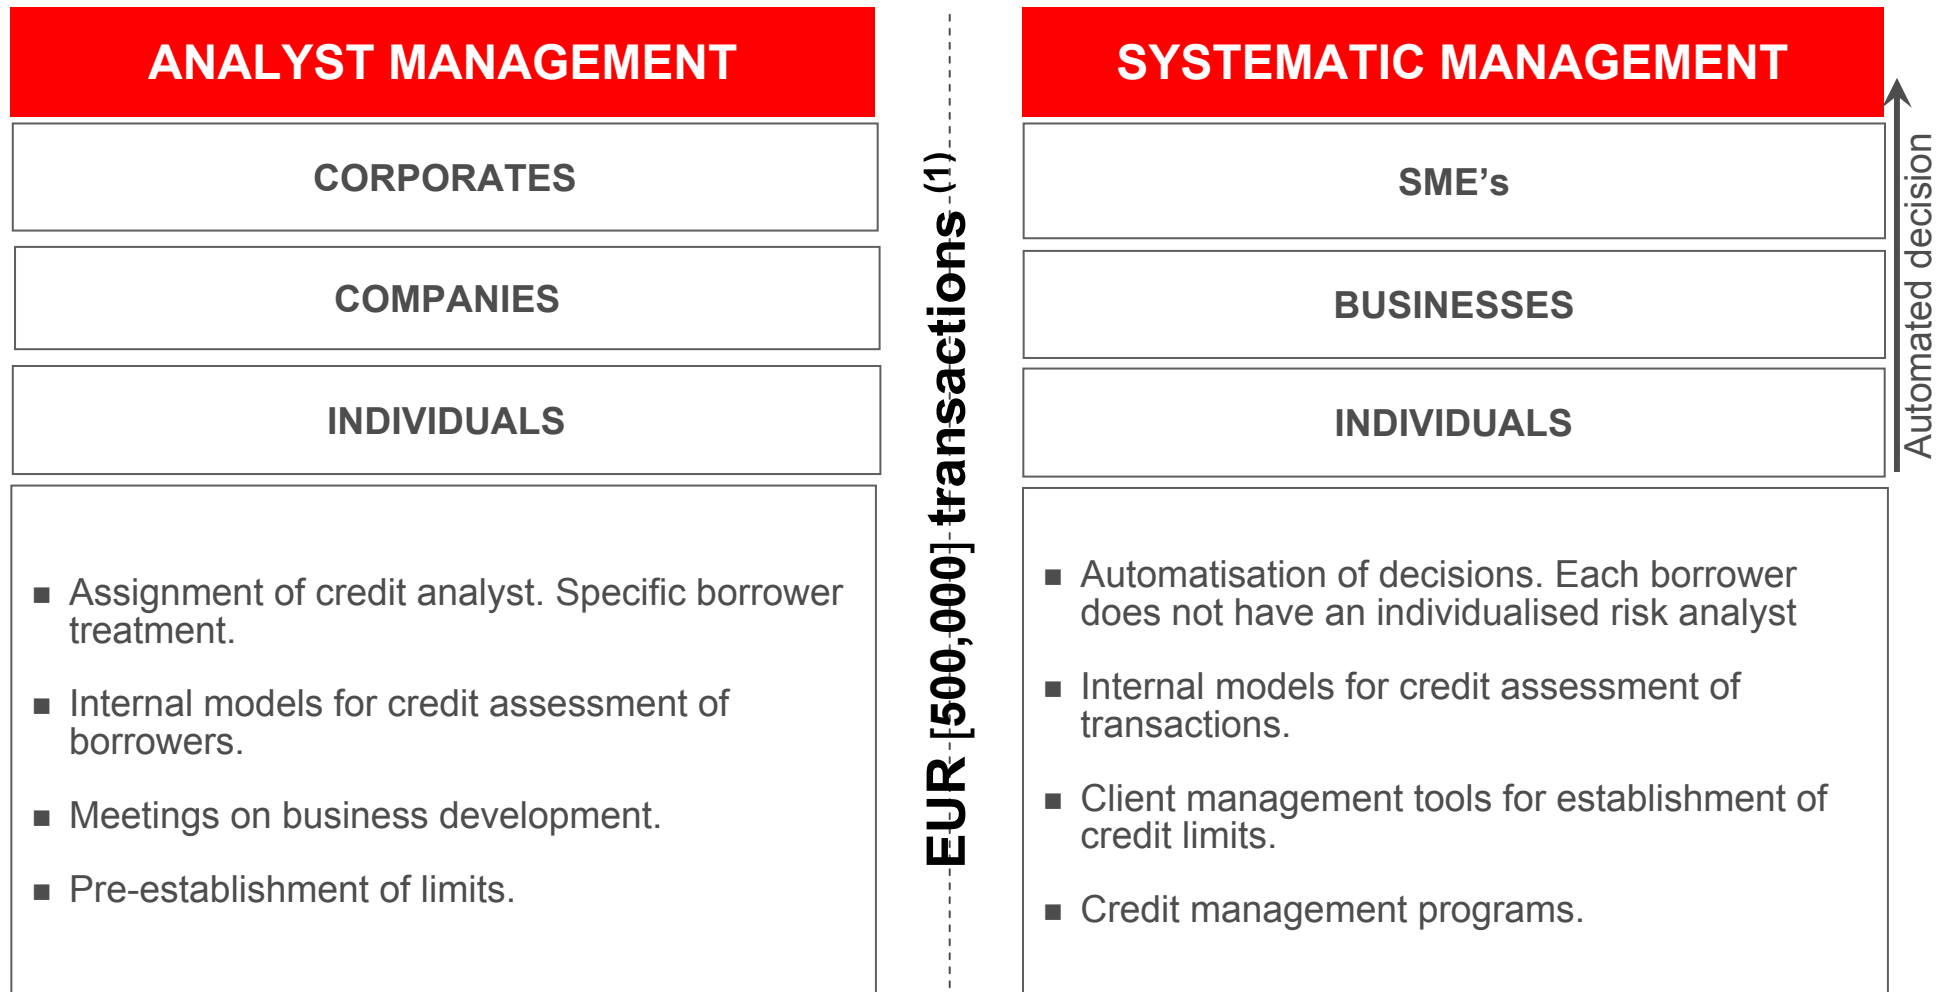 ANALYST MANAGEMENT
CORPORATES
COMPANIES
INDIVIDUALS
■ Assignment of credit analyst. Specific borrower
treatment.
■ Internal models for credit assessment of
borrowers.
■ Meetings on business development.
■ Pre-establishment of limits.
EUR [500,000] transactions (1)
SYSTEMATIC MANAGEMENT
SME’s
BUSINESSES
INDIVIDUALS
Automated decision
■ Automatisation of decisions. Each borrower
does not have an individualised risk analyst
■ Internal models for credit assessment of
transactions.
■ Client management tools for establishment of
credit limits.
■ Credit management programs.